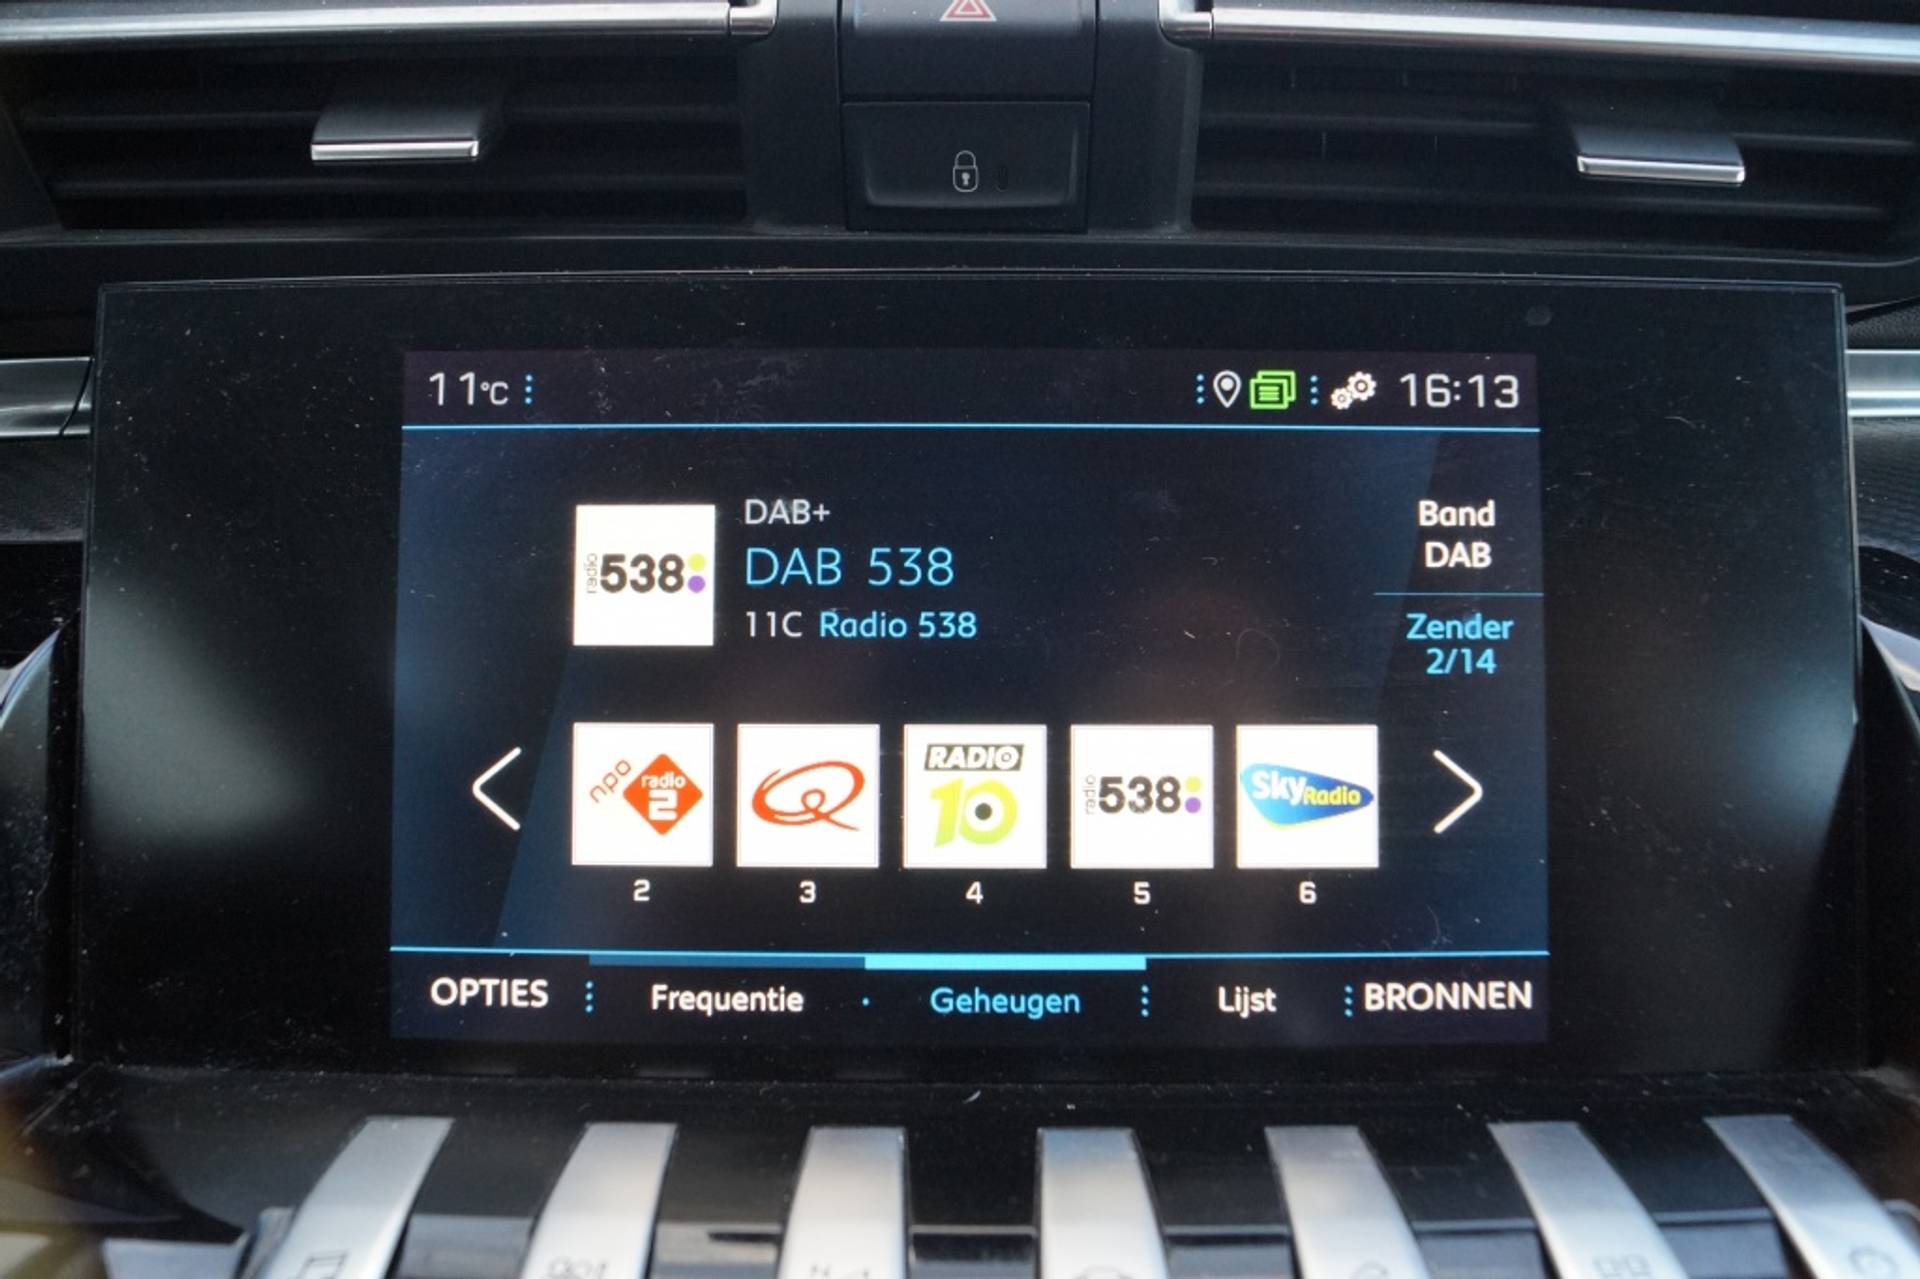 11°C
16:13
DAB+
DAB 538
11C Radio 538
radio 538
Band
DAB
Zender
2/14
npo radio 2
Q
RADIO 10
radio 538
Sky Radio
2
3
4
5
6
OPTIES
Frequentie
Geheugen
Lijst
BRONNEN